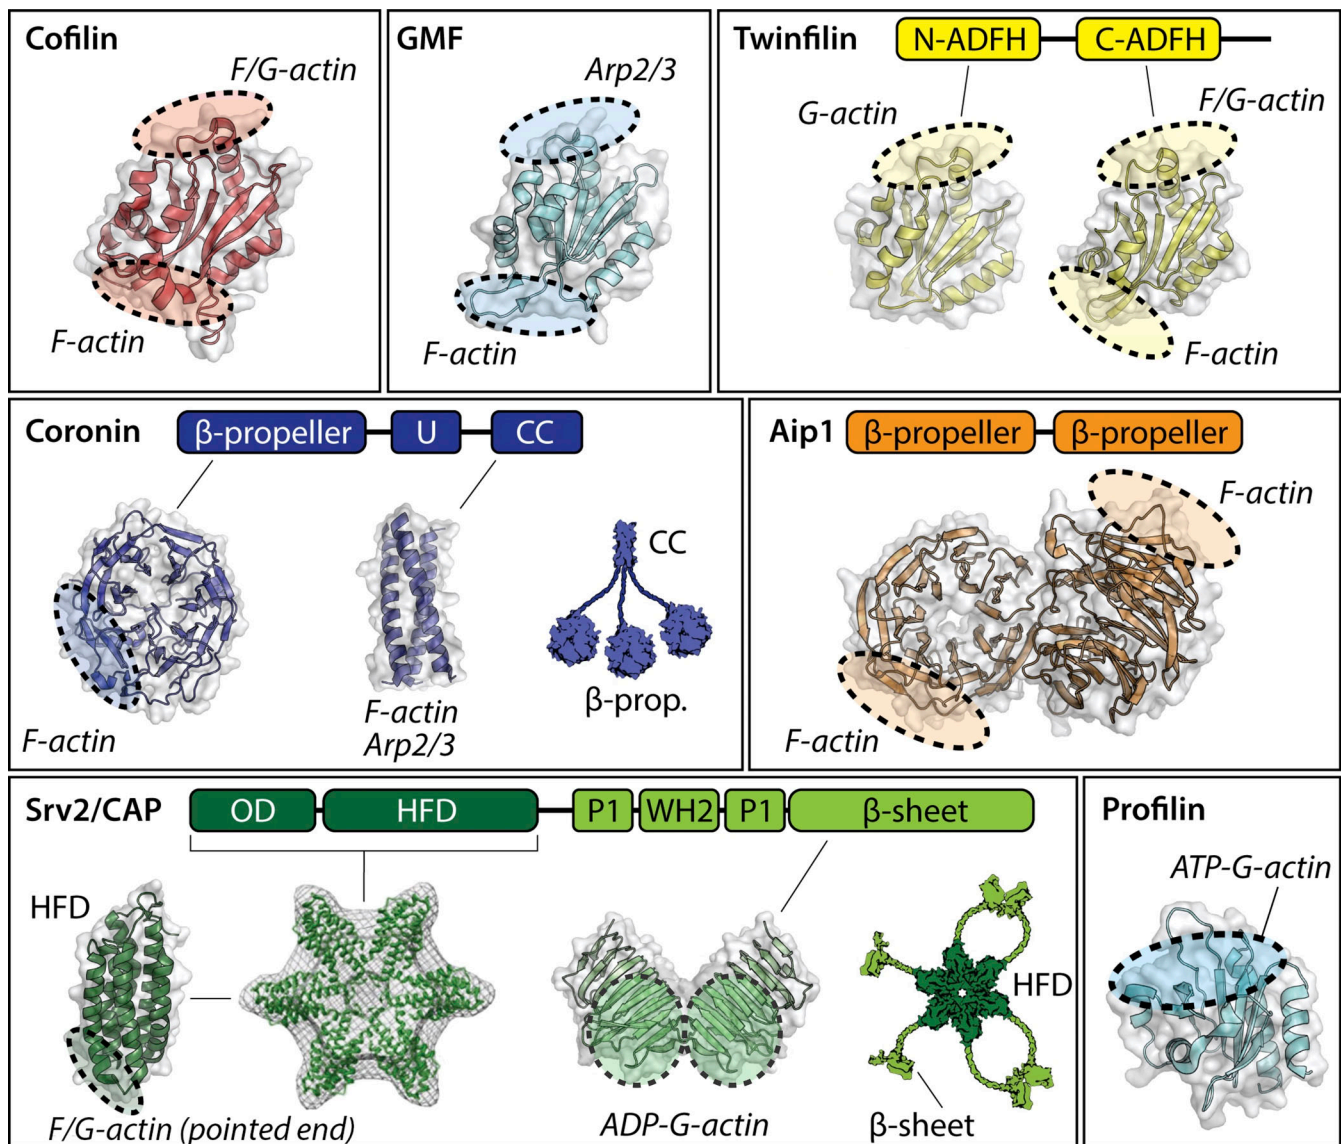 Cofilin
F/G-actin
F-actin
GMF
Arp2/3
F-actin
Twinfilin
N-ADFH
C-ADFH
G-actin
F/G-actin
F-actin
Coronin
β-propeller
U
CC
F-actin
F-actin
Arp2/3
CC
β-prop.
Aip1
β-propeller
β-propeller
F-actin
F-actin
Srv2/CAP
OD
HFD
P1
WH2
P1
β-sheet
HFD
F/G-actin (pointed end)
ADP-G-actin
HFD
β-sheet
Profilin
ATP-G-actin